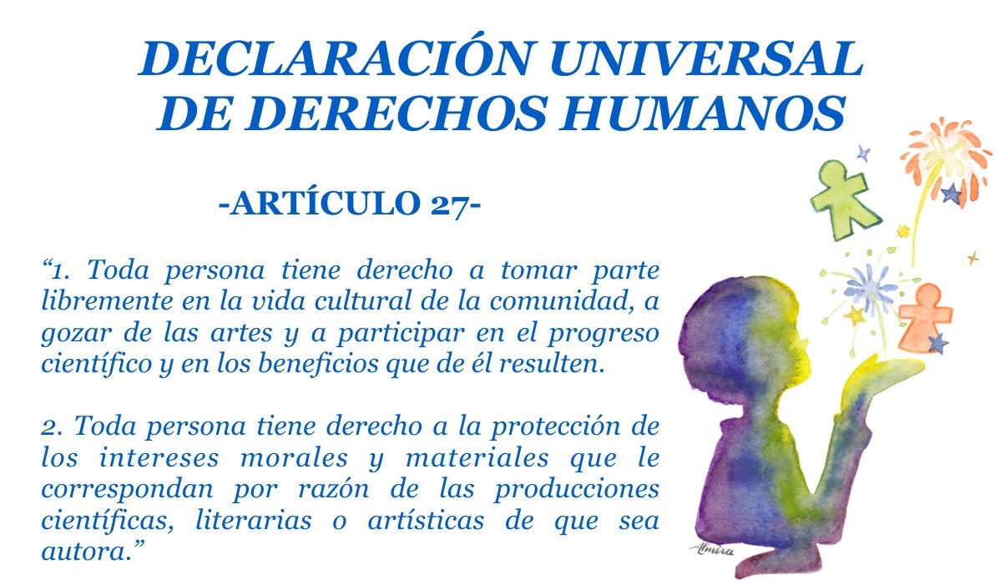 DECLARACIÓN UNIVERSAL
DE DERECHOS HUMANOS
-ARTÍCULO 27-
“1. Toda persona tiene derecho a tomar parte
libremente en la vida cultural de la comunidad, a
gozar de las artes y a participar en el progreso
científico y en los beneficios que de él resulten.
2. Toda persona tiene derecho a la protección de
los intereses morales y materiales que le
correspondan por razón de las producciones
científicas, literarias o artísticas de que sea
autora.”
Almira